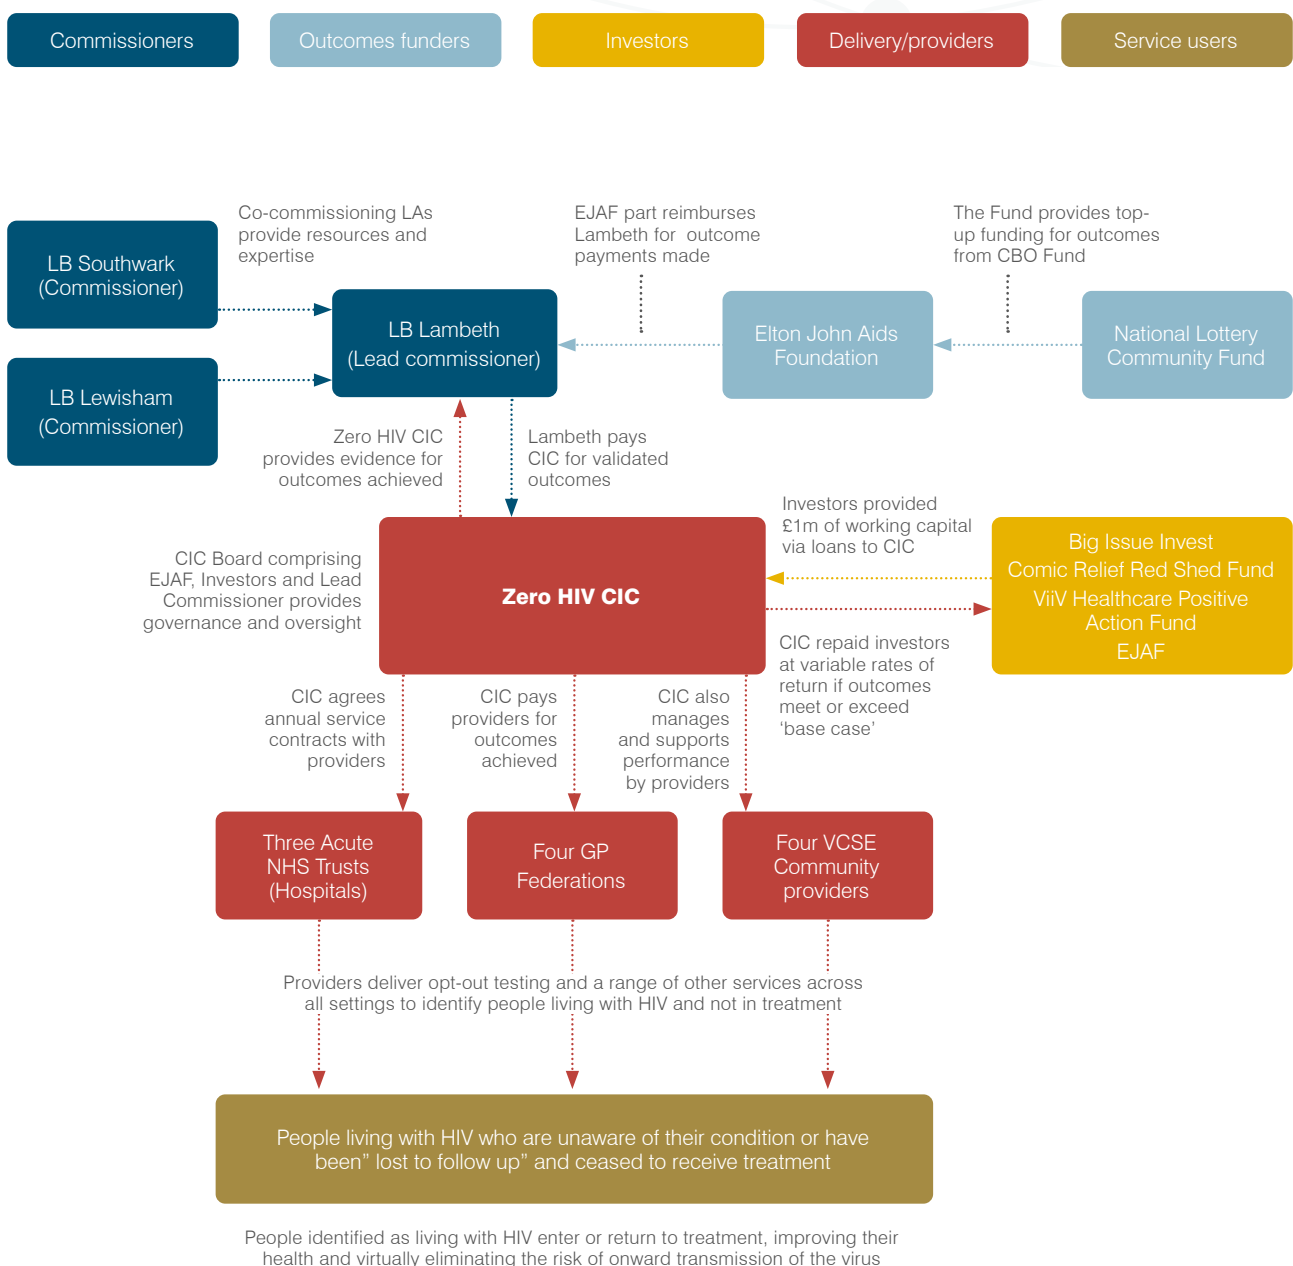 Commissioners
Outcomes funders
Investors
Delivery/providers
Service users
LB Southwark
(Commissioner)
Co-commissioning LAs
provide resources and
expertise
EJAF part reimburses
Lambeth for outcome
payments made
The Fund provides top-
up funding for outcomes
from CBO Fund
LB Lambeth
(Lead commissioner)
Elton John Aids
Foundation
National Lottery
Community Fund
LB Lewisham
(Commissioner)
Zero HIV CIC
provides evidence for
outcomes achieved
Lambeth pays
CIC for validated
outcomes
Investors provided
£1m of working capital
via loans to CIC
CIC Board comprising
EJAF, Investors and Lead
Commissioner provides
governance and oversight
Zero HIV CIC
Big Issue Invest
Comic Relief Red Shed Fund
ViiV Healthcare Positive
Action Fund
EJAF
CIC repaid investors
at variable rates of
return if outcomes
meet or exceed
‘base case’
CIC agrees
annual service
contracts with
providers
CIC pays
providers for
outcomes
achieved
CIC also
manages
and supports
performance
by providers
Three Acute
NHS Trusts
(Hospitals)
Four GP
Federations
Four VCSE
Community
providers
Providers deliver opt-out testing and a range of other services across
all settings to identify people living with HIV and not in treatment
People living with HIV who are unaware of their condition or have
been” lost to follow up” and ceased to receive treatment
People identified as living with HIV enter or return to treatment, improving their
health and virtually eliminating the risk of onward transmission of the virus